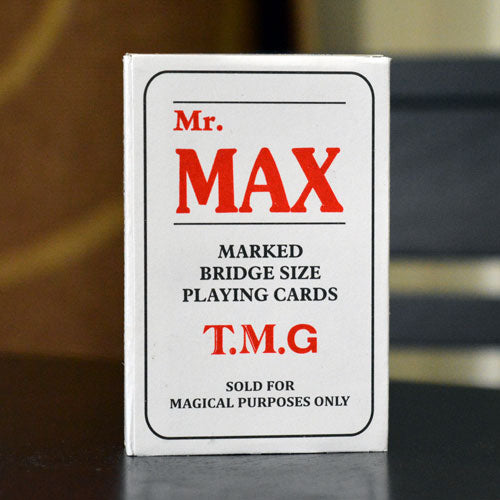 Mr.
MAX
MARKED
BRIDGE SIZE
PLAYING CARDS
T.M.G
SOLD FOR
MAGICAL PURPOSES ONLY